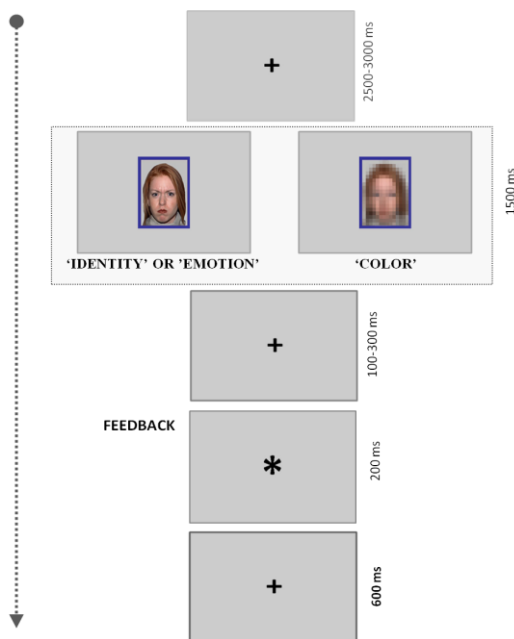 +
2500-3000 ms
'IDENTITY' OR 'EMOTION'
'COLOR'
1500 ms
+
100-300 ms
FEEDBACK
*
200 ms
+
600 ms